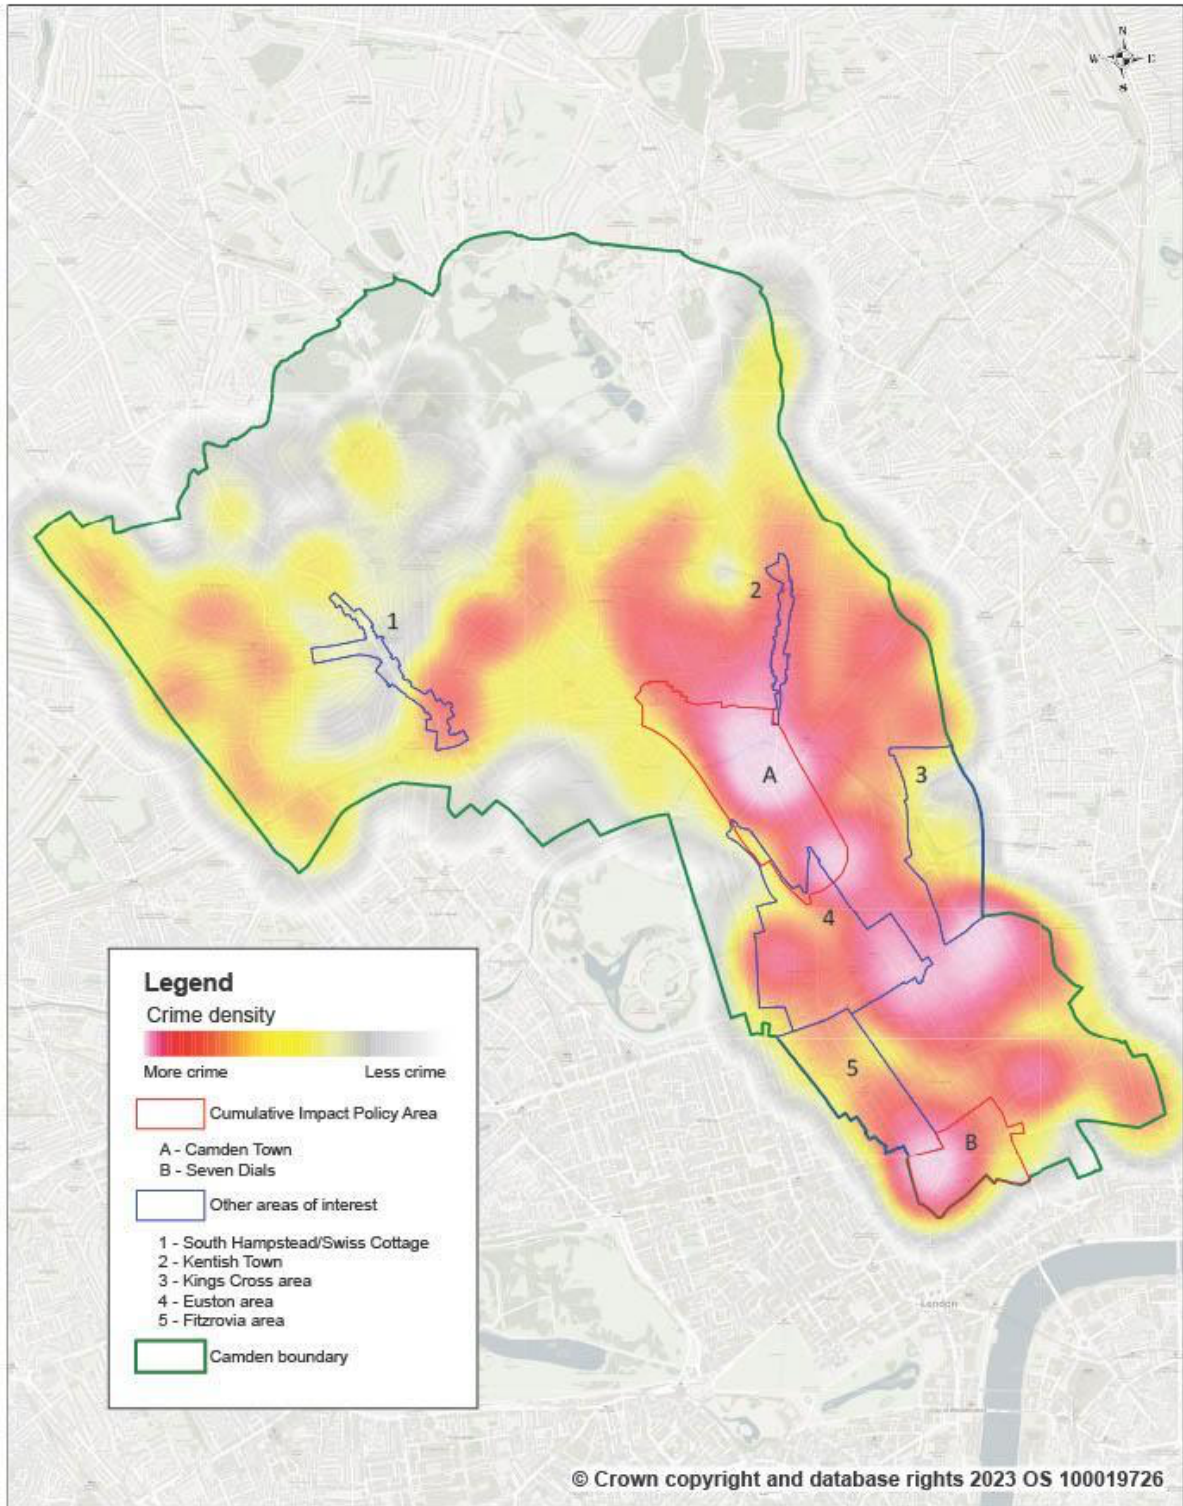 N
W E
S
1
2
A
3
4
5
B
Legend
Crime density
More crime Less crime
Cumulative Impact Policy Area
A - Camden Town
B - Seven Dials
Other areas of interest
1 - South Hampstead/Swiss Cottage
2 - Kentish Town
3 - Kings Cross area
4 - Euston area
5 - Fitzrovia area
Camden boundary
London
© Crown copyright and database rights 2023 OS 100019726